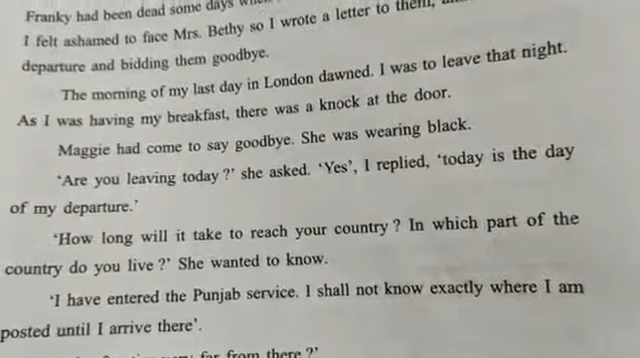 Franky had been dead some days
I felt ashamed to face Mrs. Bethy so I wrote a letter to them,
departure and bidding them goodbye.
The morning of my last day in London dawned. I was to leave that night.
As I was having my breakfast, there was a knock at the door.
Maggie had come to say goodbye. She was wearing black.
‘Are you leaving today ?’ she asked. ‘Yes’, I replied, ‘today is the day
of my departure.’
‘How long will it take to reach your country ? In which part of the
country do you live ?’ She wanted to know.
‘I have entered the Punjab service. I shall not know exactly where I am
posted until I arrive there’.
far from there ?’